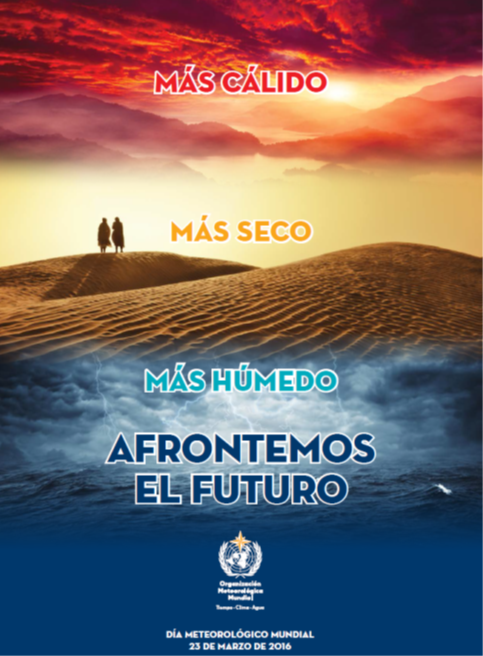 MÁS CÁLIDO
MÁS SECO
MÁS HÚMEDO
AFRONTEMOS
EL FUTURO
Organización
Meteorológica
Mundial
Tiempo • Clima • Agua
DÍA METEOROLÓGICO MUNDIAL
23 DE MARZO DE 2016